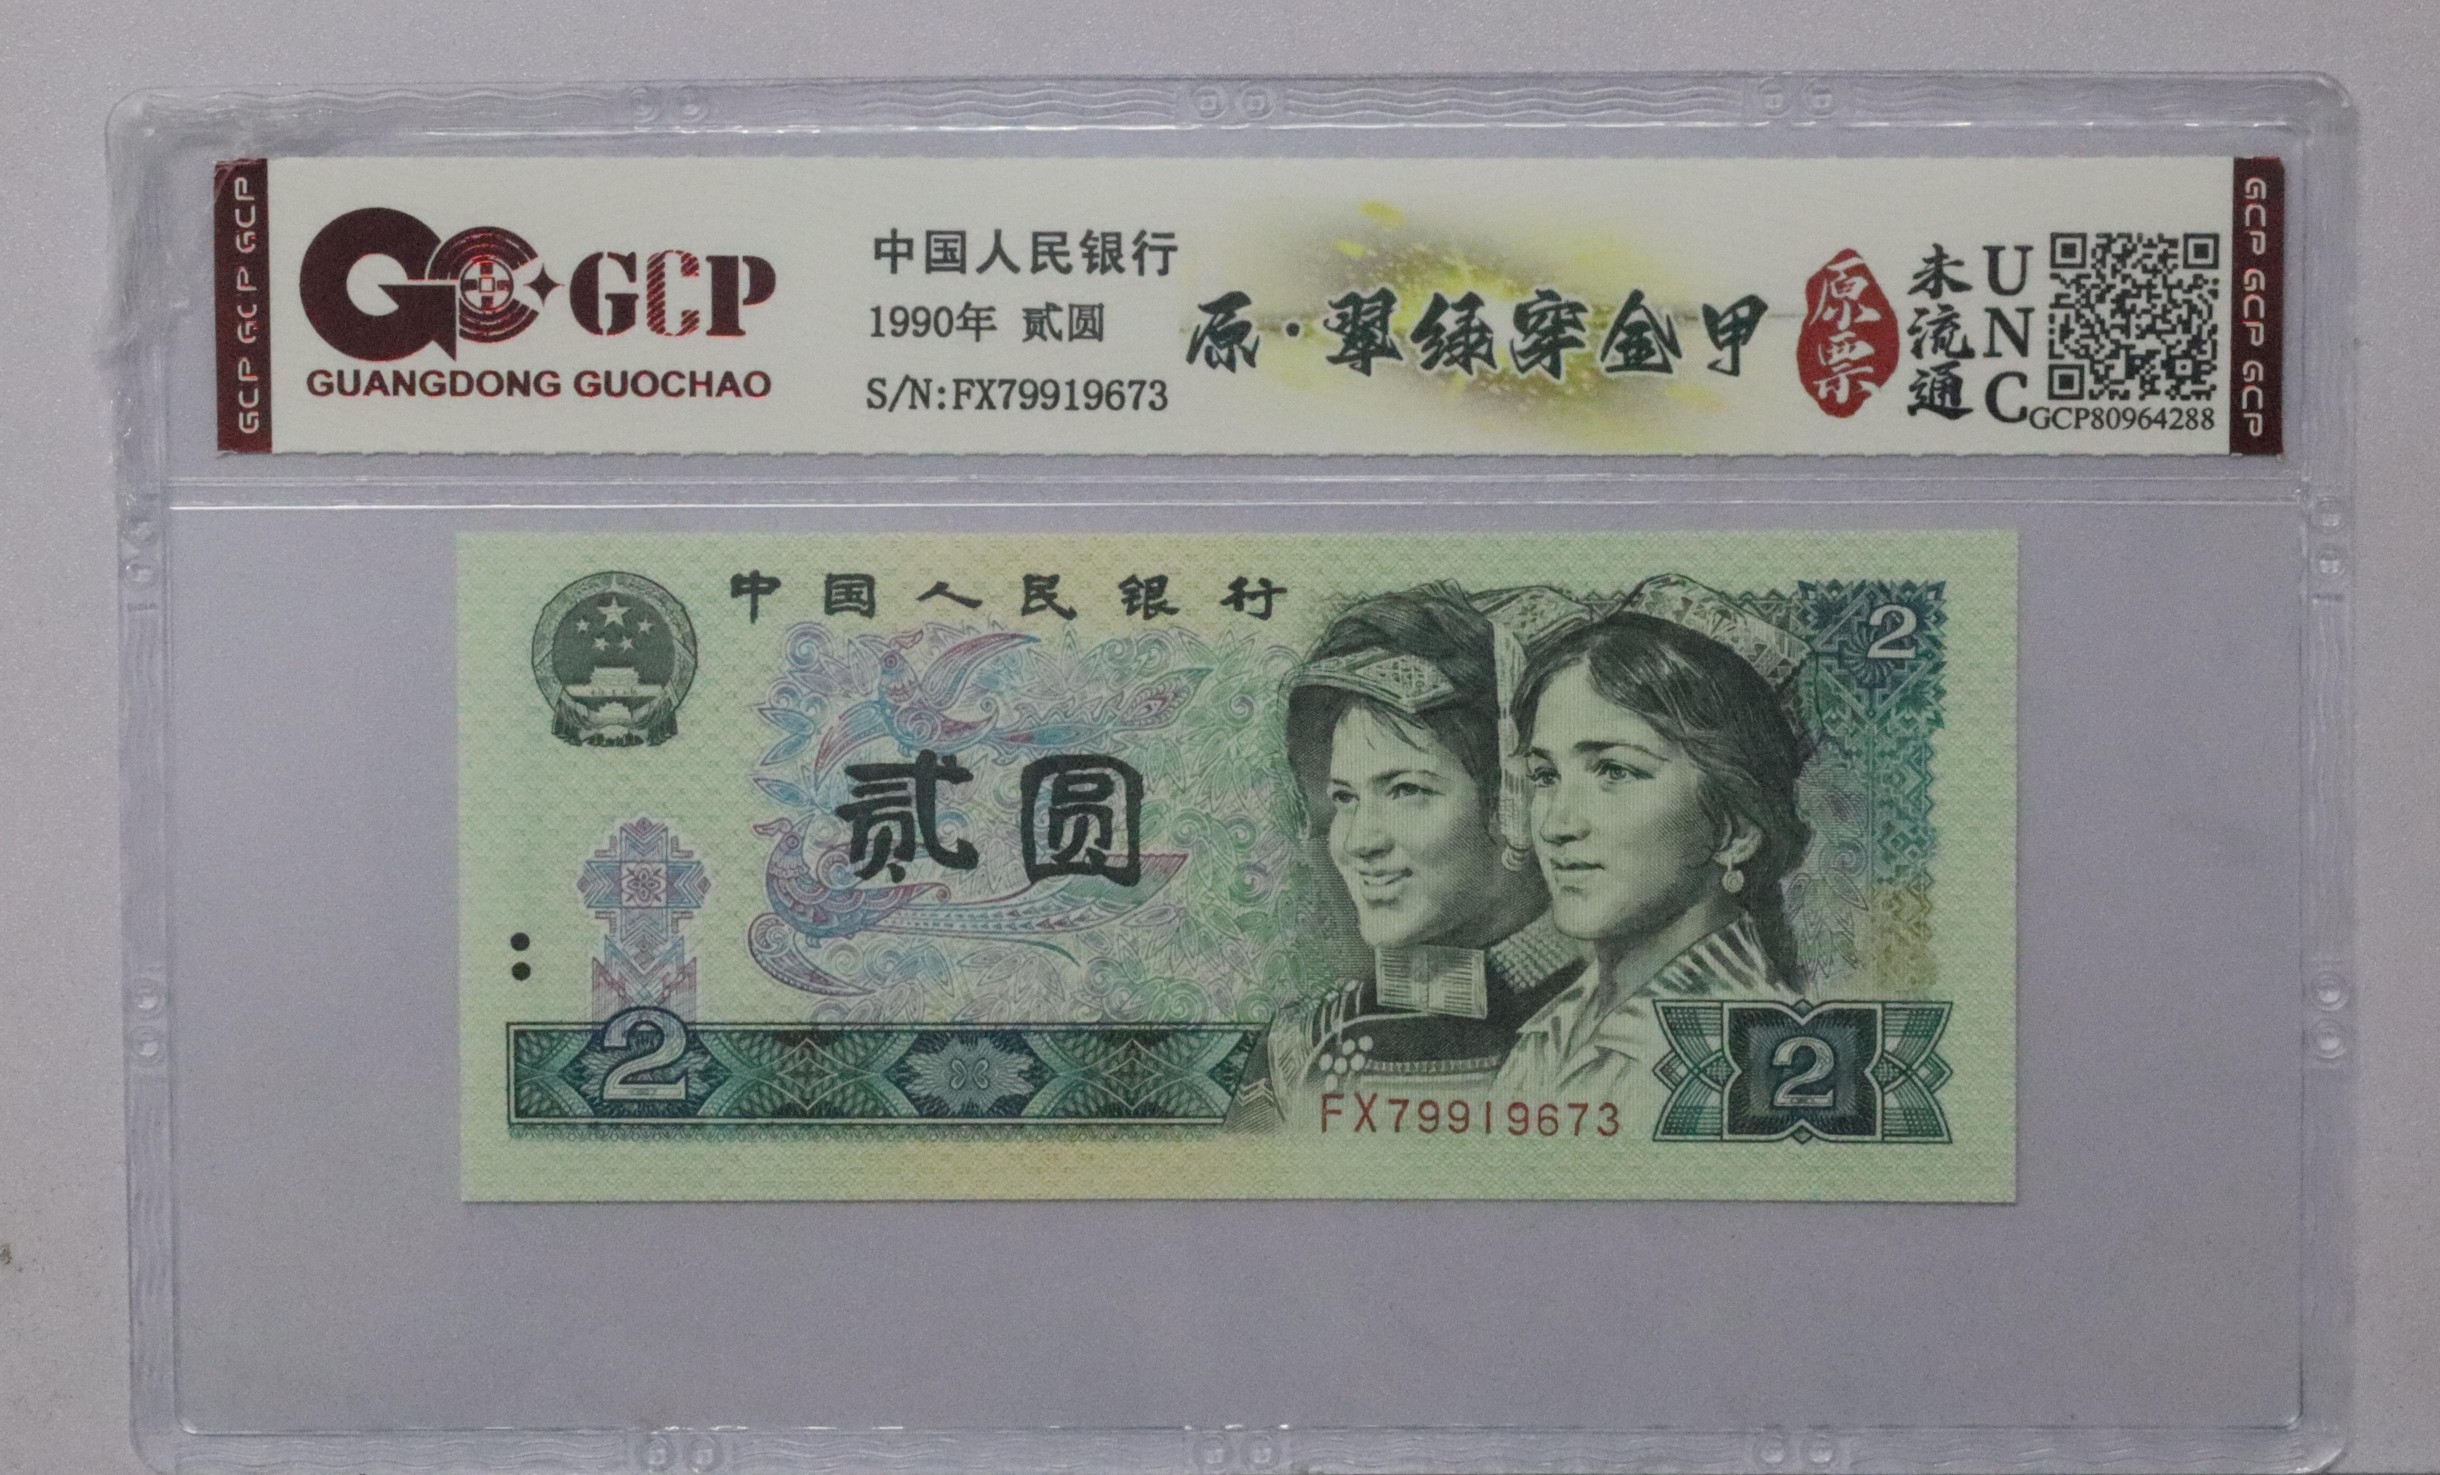 GCP GCP GCP
GCP
GUANGDONG GUOCHAO
中国人民银行
1990年 贰圆
S/N:FX79919673
原·翠绿穿金甲
原票
未流通
UNC
GCP80964288
GCP GCP GCP
中国人民银行
2
贰圆
2
FX79919673
2